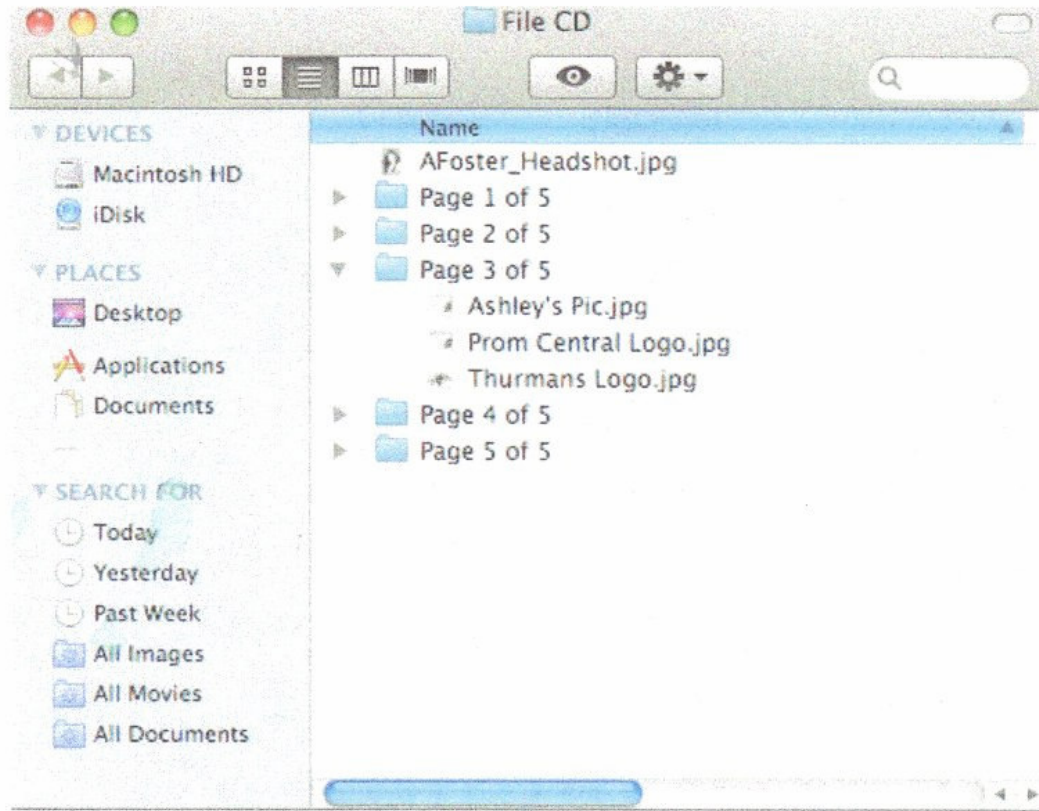 File CD
DEVICES
Macintosh HD
iDisk
PLACES
Desktop
Applications
Documents
SEARCH FOR
Today
Yesterday
Past Week
All Images
All Movies
All Documents
Name
AFoster_Headshot.jpg
Page 1 of 5
Page 2 of 5
Page 3 of 5
Ashley's Pic.jpg
Prom Central Logo.jpg
Thurmans Logo.jpg
Page 4 of 5
Page 5 of 5